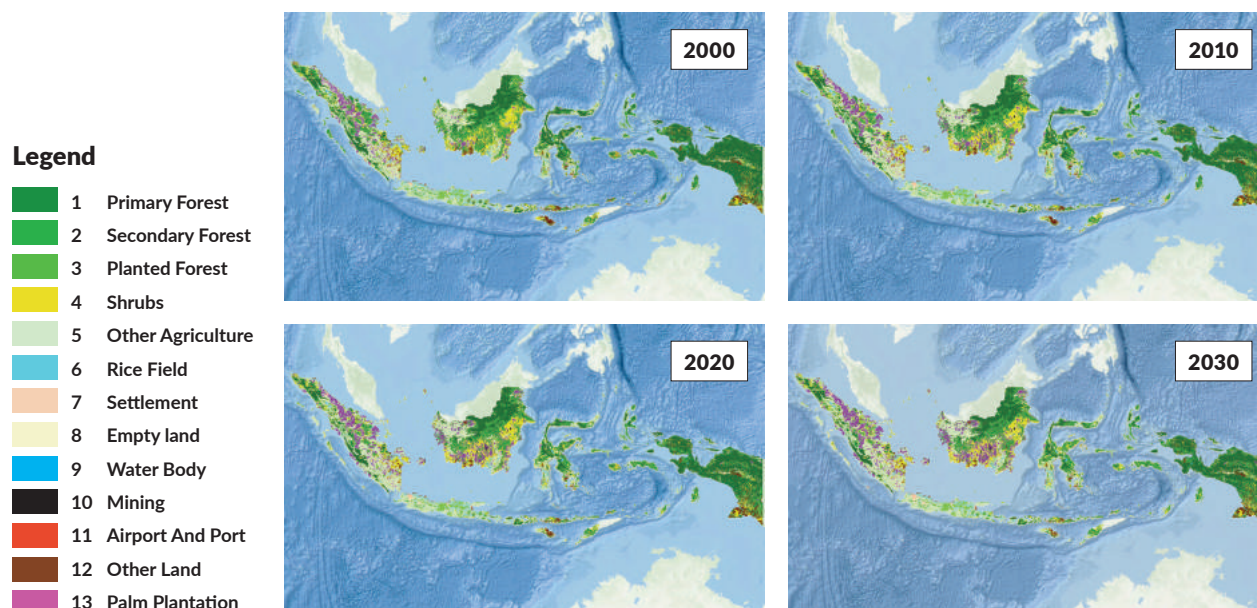 Legend
1 Primary Forest
2 Secondary Forest
3 Planted Forest
4 Shrubs
5 Other Agriculture
6 Rice Field
7 Settlement
8 Empty land
9 Water Body
10 Mining
11 Airport And Port
12 Other Land
13 Palm Plantation
2000
2010
2020
2030